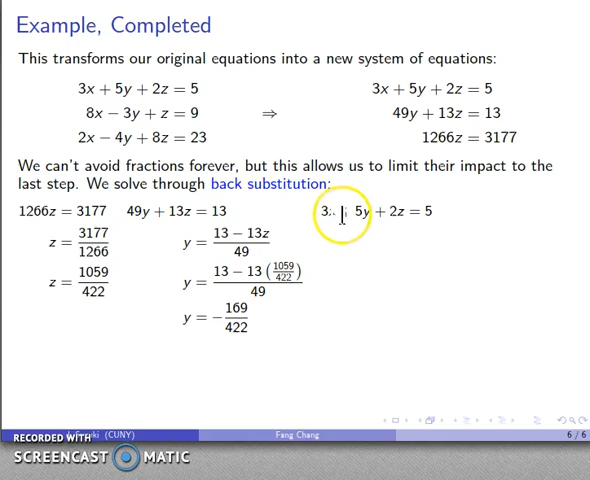 Example, Completed
This transforms our original equations into a new system of equations:
3x + 5y + 2z = 5 3x + 5y + 2z = 5
8x − 3y + z = 9 ⇒ 49y + 13z = 13
2x − 4y + 8z = 23 1266z = 3177
We can't avoid fractions forever, but this allows us to limit their impact to the
last step. We solve through back substitution:
1266z = 3177 49y + 13z = 13 3 5y + 2z = 5
z = 3177/1266 y = (13 − 13z)/49
z = 1059/422 y = (13 − 13(1059/422))/49
y = −169/422
(CUNY) Fang Chang 6 / 6
RECORDED WITH
SCREENCAST MATIC